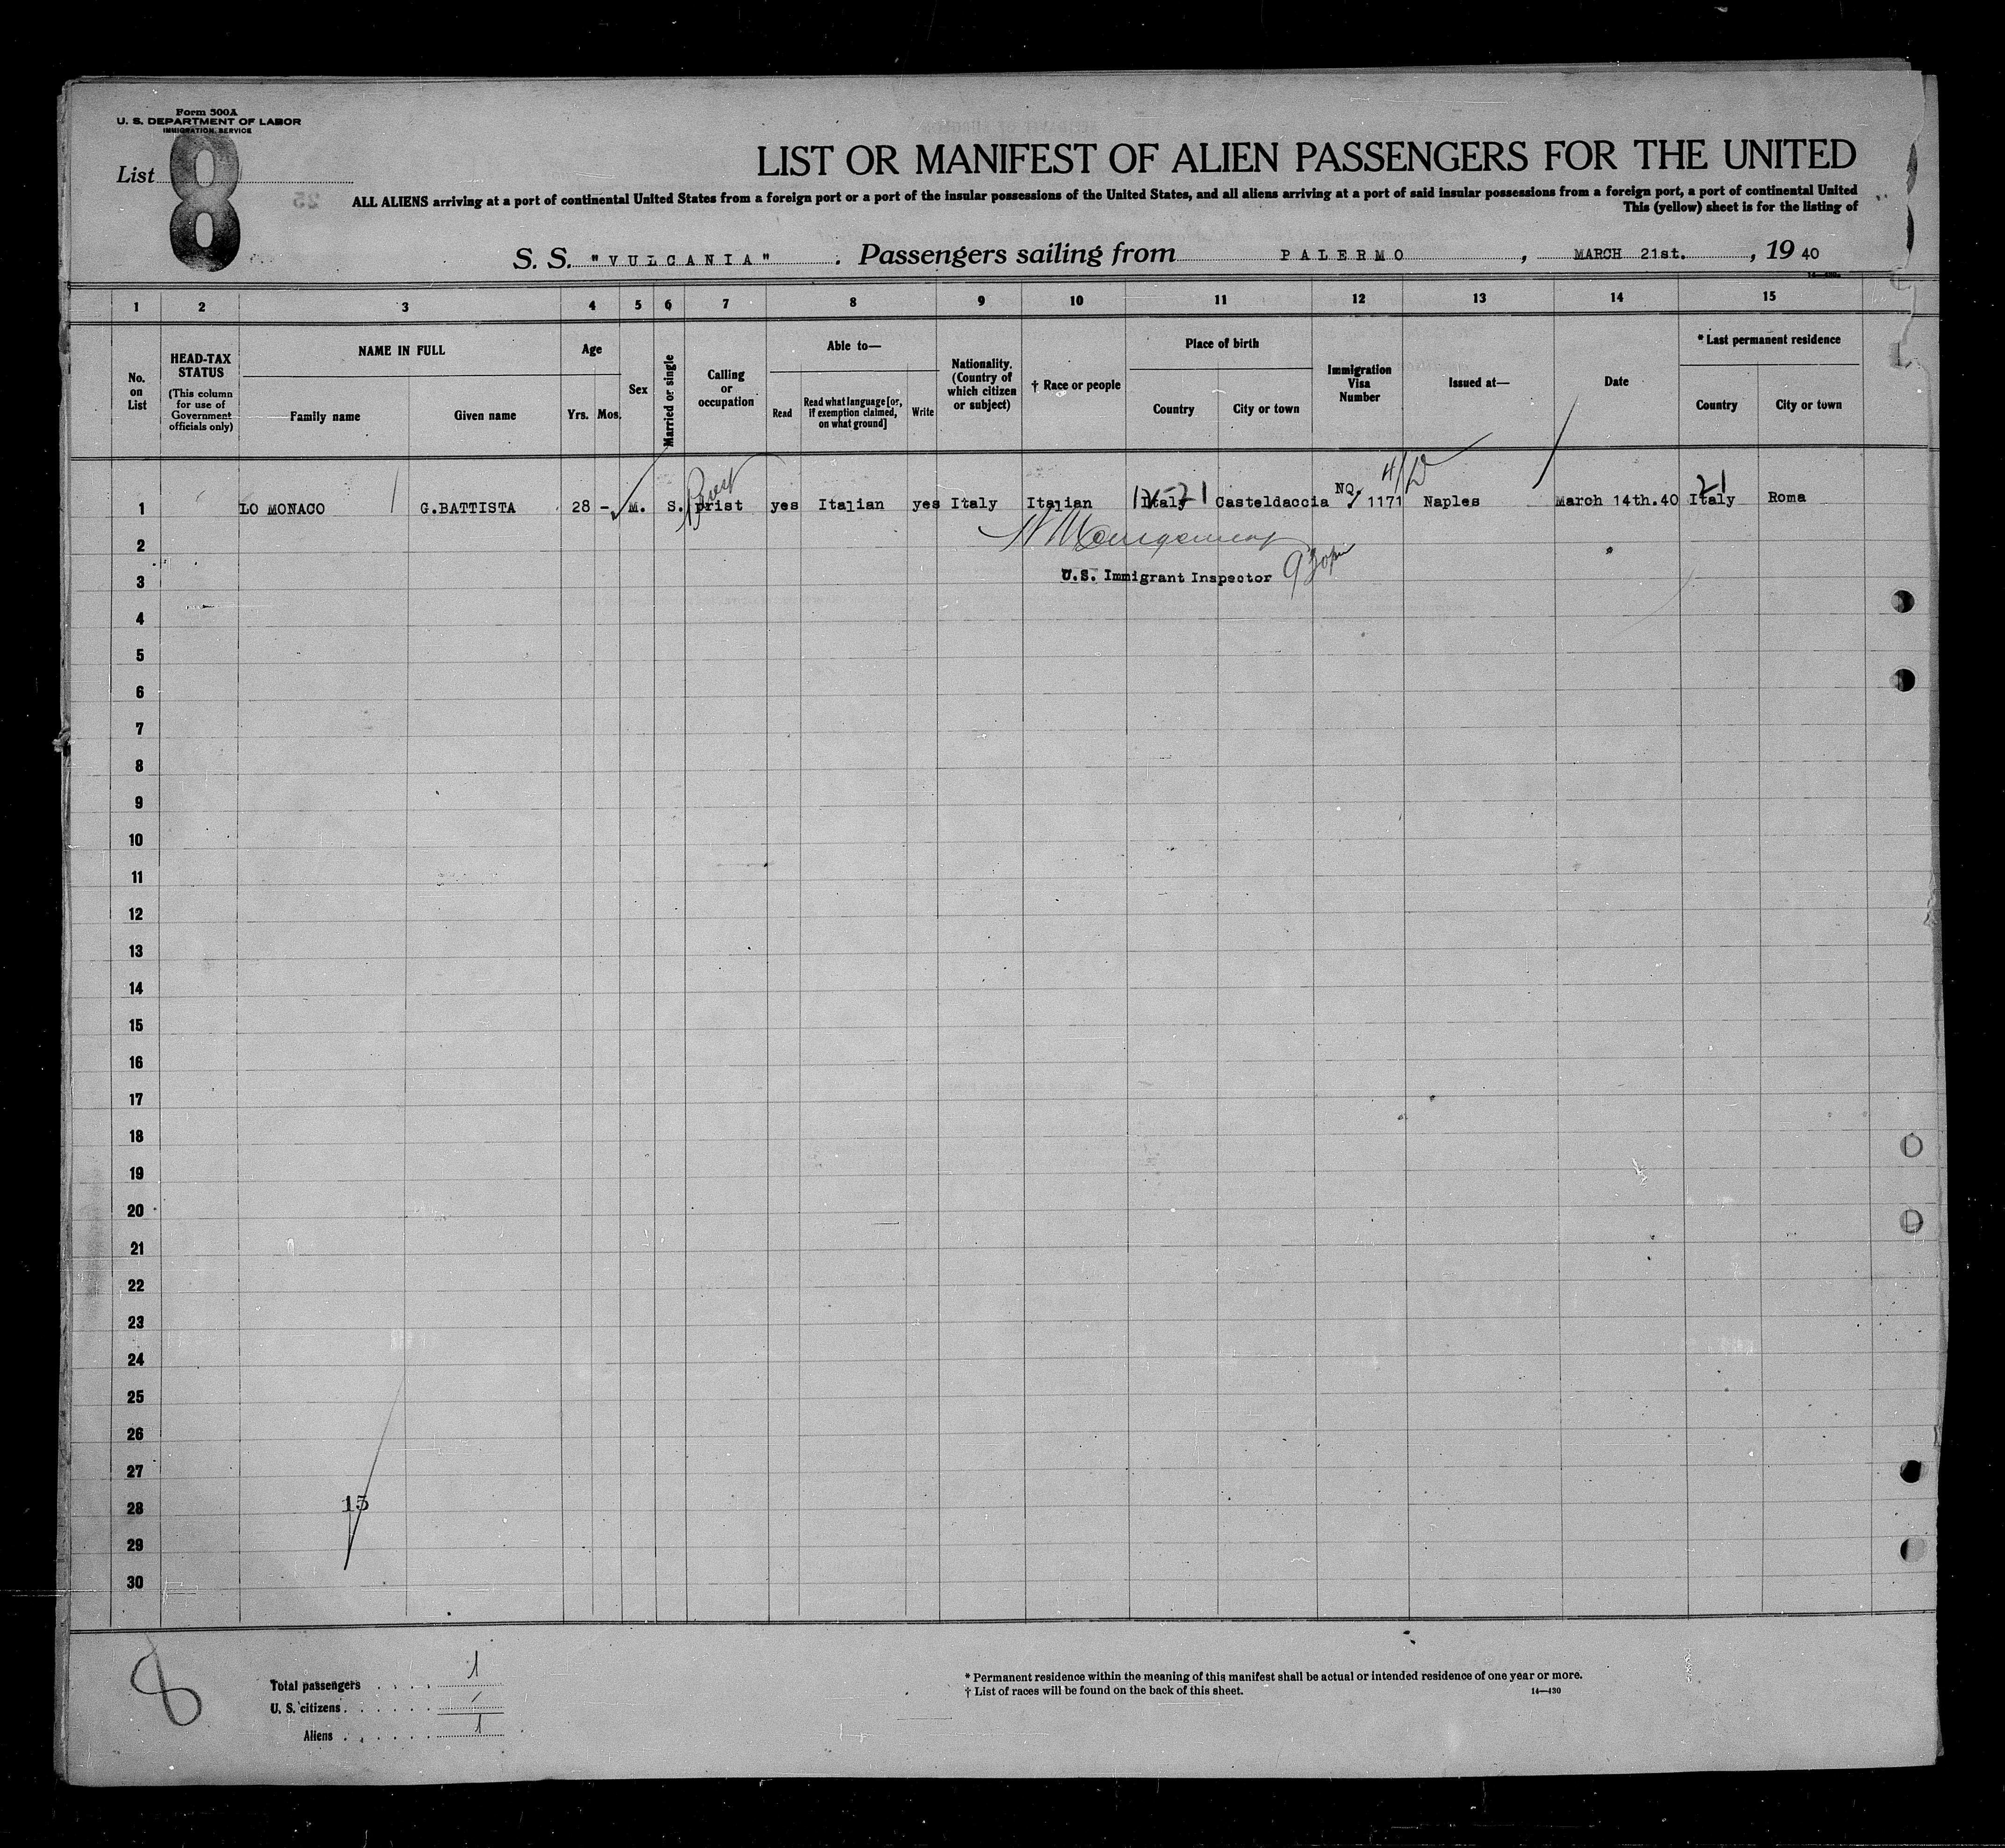 Form 500A
U. S. DEPARTMENT OF LABOR
IMMIGRATION SERVICE
List 8
LIST OR MANIFEST OF ALIEN PASSENGERS FOR THE UNITED
ALL ALIENS arriving at a port of continental United States from a foreign port or a port of the insular possessions of the United States, and all aliens arriving at a port of said insular possessions from a foreign port, a port of continental United
This (yellow) sheet is for the listing of
S. S. "VULCANIA". Passengers sailing from PALERMO, MARCH 21st., 1940
1 2 3 4 5 6 7 8 9 10 11 12 13 14 15
No. on List
HEAD-TAX STATUS (This column for use of Government officials only)
NAME IN FULL
Family name Given name
Age
Yrs. Mos.
Sex
Married or single
Calling or occupation
Able to—
Read Read what language [or, if exemption claimed, on what ground] Write
Nationality. (Country of which citizen or subject)
† Race or people
Place of birth
Country City or town
Immigration Visa Number
Issued at—
Date
* Last permanent residence
Country City or town
1 LO MONACO G.BATTISTA 28 - M. S. prist yes Italian yes Italy Italian Italy Casteldaccia NQ. 1171 Naples March 14th.40 Italy Roma
2
3 U.S. Immigrant Inspector
4
5
6
7
8
9
10
11
12
13
14
15
16
17
18
19
20
21
22
23
24
25
26
27
28 15
29
30
8
Total passengers . . . . 1
U. S. citizens . . . . . .
Aliens . . . . . . 1
* Permanent residence within the meaning of this manifest shall be actual or intended residence of one year or more.
† List of races will be found on the back of this sheet. 14—430